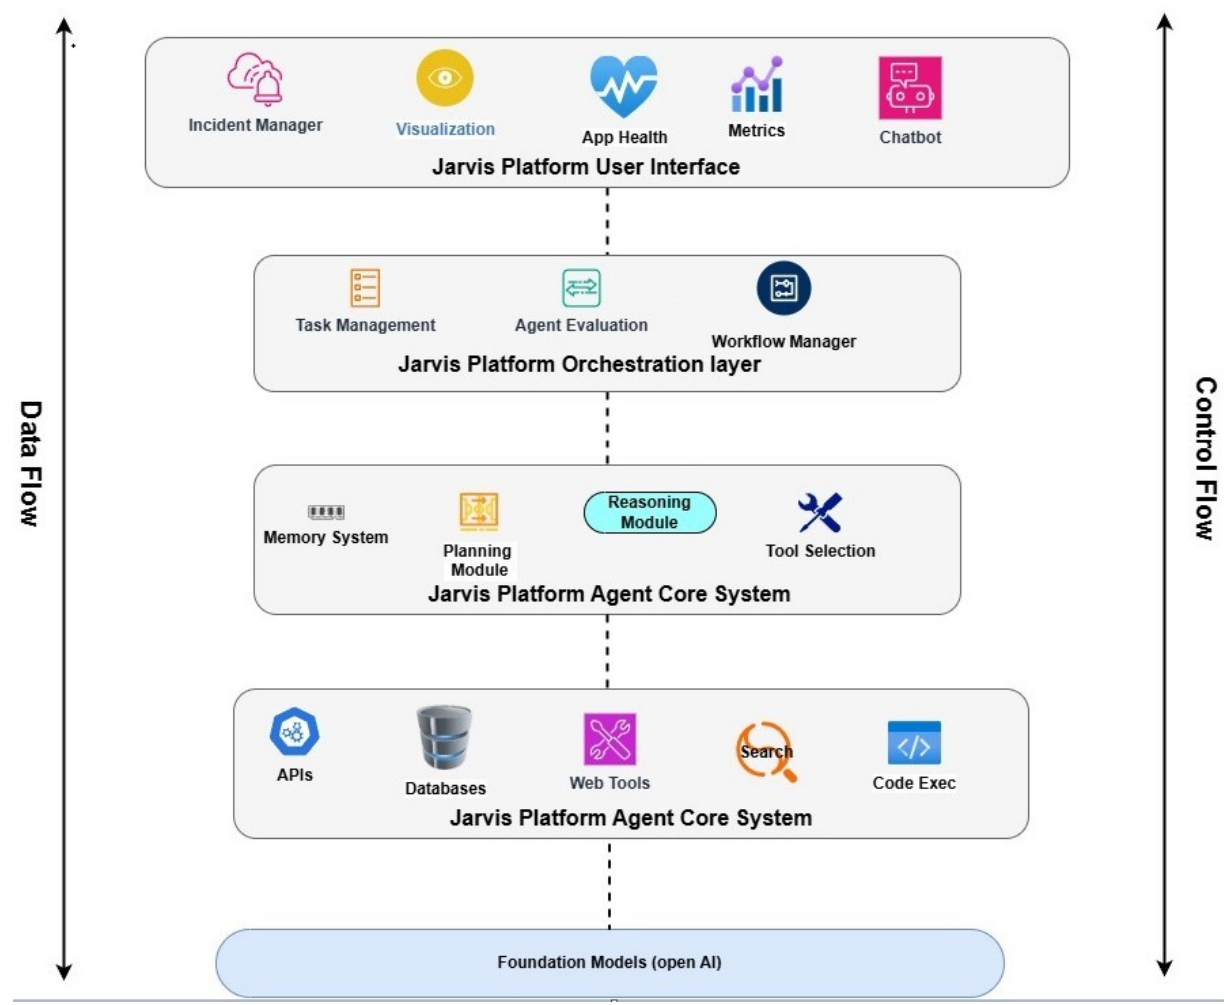 Incident Manager
Visualization
App Health
Metrics
Chatbot
Jarvis Platform User Interface
Task Management
Agent Evaluation
Workflow Manager
Jarvis Platform Orchestration layer
Data Flow
Control Flow
Memory System
Planning
Module
Reasoning
Module
Tool Selection
Jarvis Platform Agent Core System
APIs
Databases
Web Tools
Search
Code Exec
Jarvis Platform Agent Core System
Foundation Models (open AI)